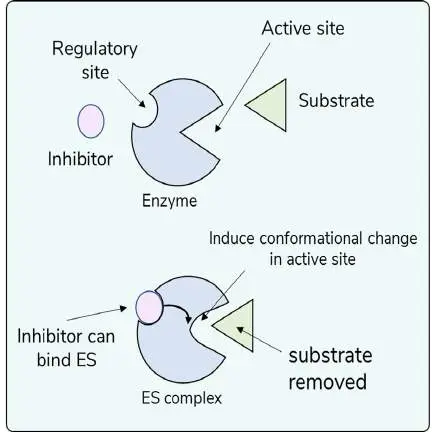 Active site
Regulatory
site
Substrate
Inhibitor
Enzyme
Induce conformational change
in active site
Inhibitor can
bind ES
substrate
removed
ES complex